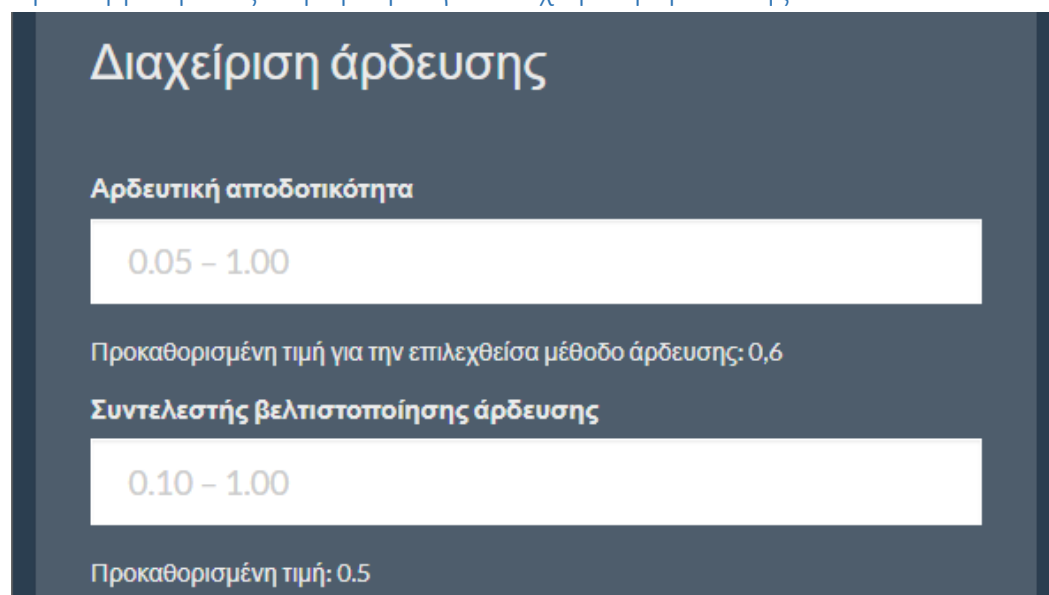 Διαχείριση άρδευσης
Αρδευτική αποδοτικότητα
0.05 – 1.00
Προκαθορισμένη τιμή για την επιλεχθείσα μέθοδο άρδευσης: 0,6
Συντελεστής βελτιστοποίησης άρδευσης
0.10 – 1.00
Προκαθορισμένη τιμή: 0.5